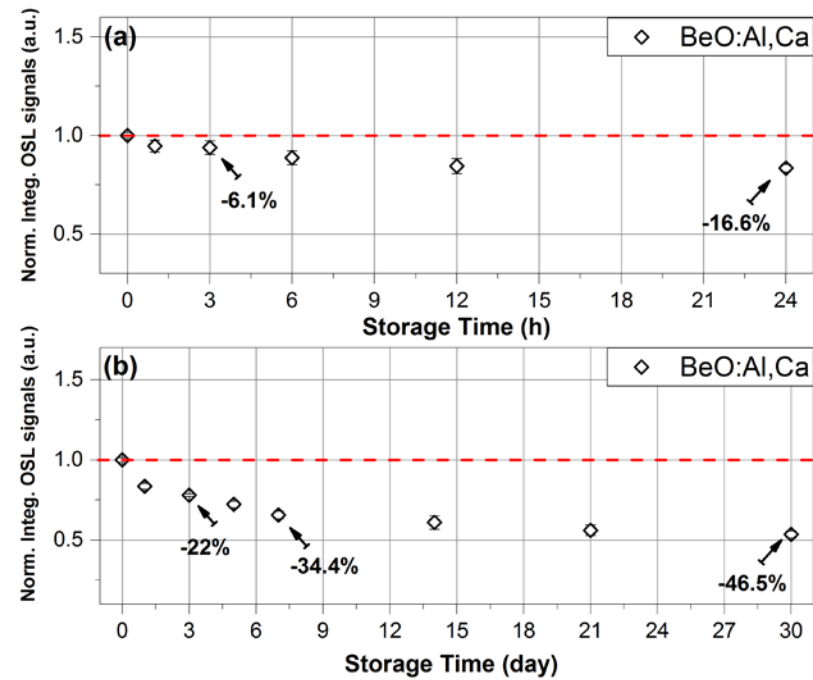 (a)
BeO:Al,Ca
Norm. Integ. OSL signals (a.u.)
1.5
1.0
0.5
-6.1%
-16.6%
0 3 6 9 12 15 18 21 24
Storage Time (h)
(b)
BeO:Al,Ca
Norm. Integ. OSL signals (a.u.)
1.5
1.0
0.5
-22%
-34.4%
-46.5%
0 3 6 9 12 15 18 21 24 27 30
Storage Time (day)